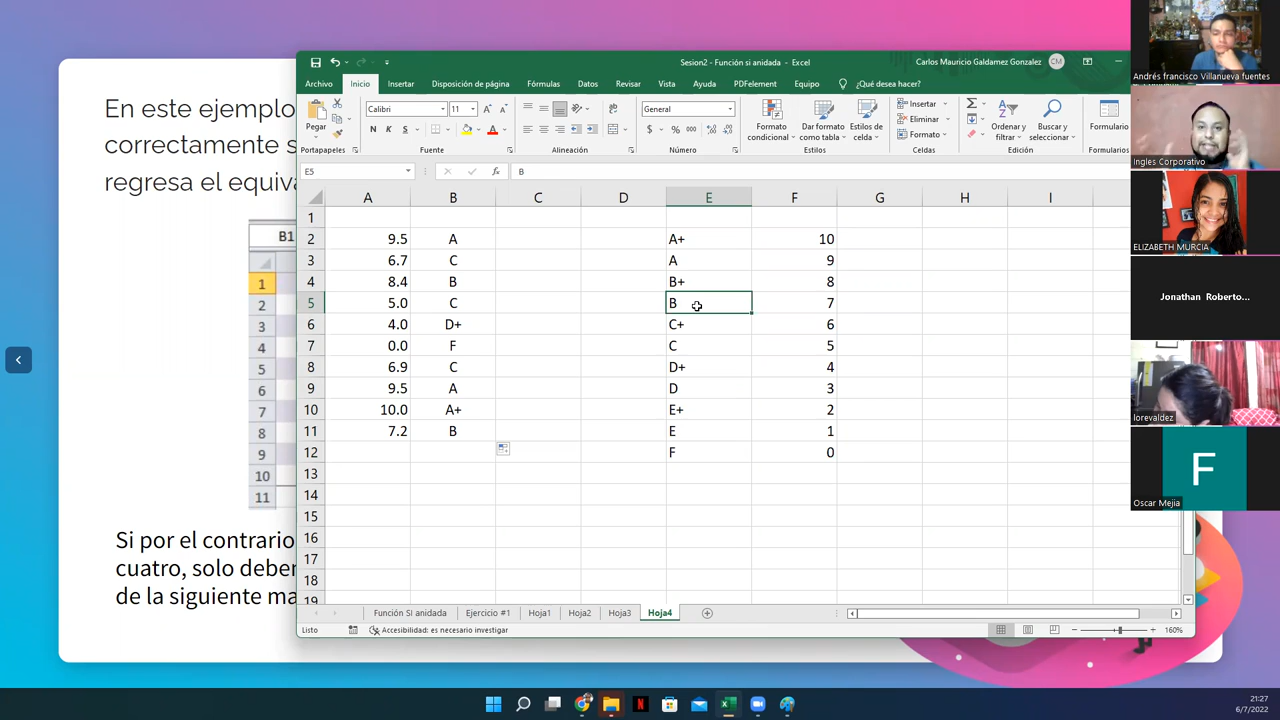 En este ejemplo
correctamente s
regresa el equiva
B1
1
2
3
4
5
6
7
8
9
10
11
Si por el contrario
cuatro, solo deber
de la siguiente ma
Sesion2 - Función si anidada - Excel
Carlos Mauricio Galdamez Gonzalez
CM
Archivo Inicio Insertar Disposición de página Fórmulas Datos Revisar Vista Ayuda PDFelement Equipo ¿Qué desea hacer?
Pegar
Calibri 11
N K S
General
$ % 000
Formato condicional
Dar formato como tabla
Estilos de celda
Insertar
Eliminar
Formato
Ordenar y filtrar
Buscar y seleccionar
Formulario
Portapapeles Fuente Alineación Número Estilos Celdas Edición Formularios
E5 fx B
A B C D E F G H I
1
2 9.5 A A+ 10
3 6.7 C A 9
4 8.4 B B+ 8
5 5.0 C B 7
6 4.0 D+ C+ 6
7 0.0 F C 5
8 6.9 C D+ 4
9 9.5 A D 3
10 10.0 A+ E+ 2
11 7.2 B E 1
12 F 0
13
14
15
16
17
18
19
Función SI anidada Ejercicio #1 Hoja1 Hoja2 Hoja3 Hoja4
Listo Accesibilidad: es necesario investigar 160%
Andrés francisco Villanueva fuentes
Ingles Corporativo
ELIZABETH MURCIA
Jonathan Roberto...
lorevaldez
F
Oscar Mejia
21:27
6/7/2022